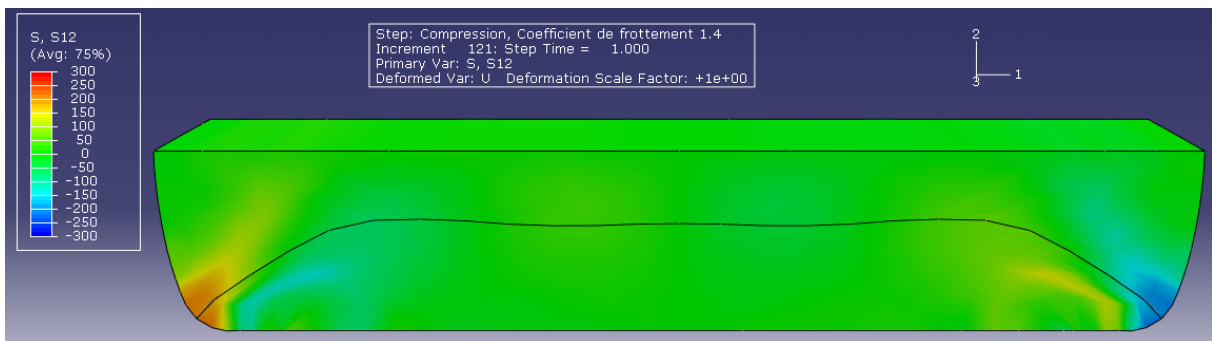 S, S12
(Avg: 75%)
300
250
200
150
100
50
0
-50
-100
-150
-200
-250
-300
Step: Compression, Coefficient de frottement 1.4
Increment 121: Step Time = 1.000
Primary Var: S, S12
Deformed Var: U Deformation Scale Factor: +1e+00
2
1
3